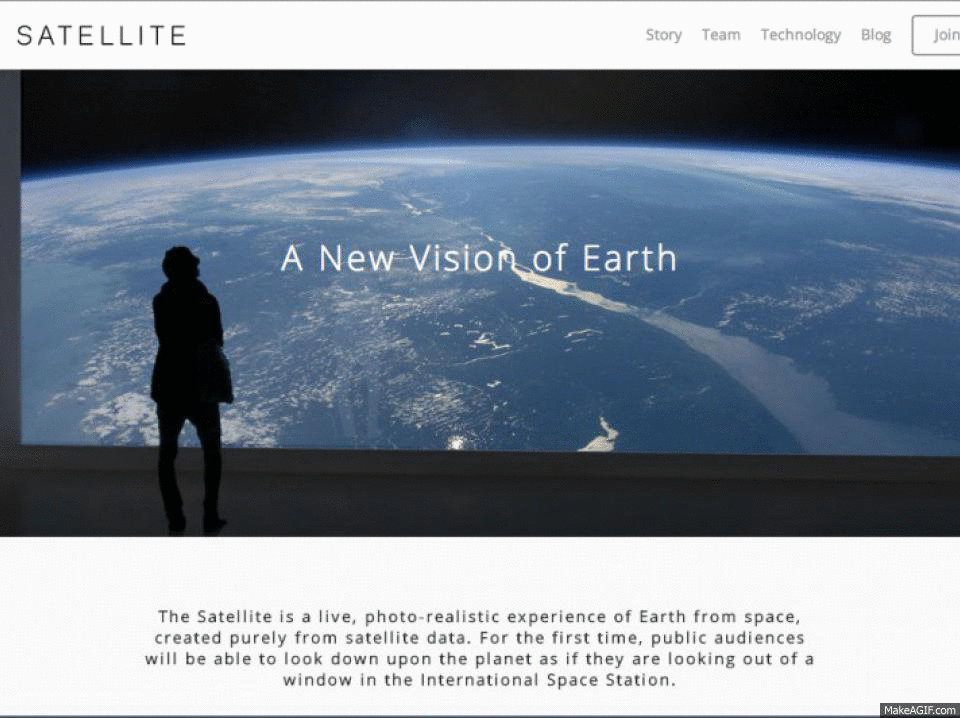 SATELLITE
Story Team Technology Blog Join
A New Vision of Earth
The Satellite is a live, photo-realistic experience of Earth from space,
created purely from satellite data. For the first time, public audiences
will be able to look down upon the planet as if they are looking out of a
window in the International Space Station.
MakeAGIF.com